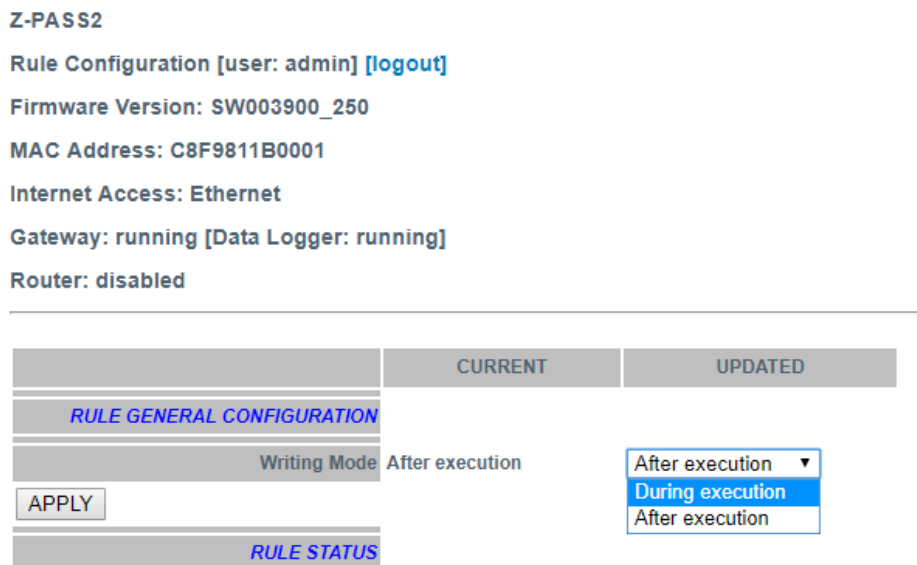 Z-PASS2
Rule Configuration [user: admin] [logout]
Firmware Version: SW003900_250
MAC Address: C8F9811B0001
Internet Access: Ethernet
Gateway: running [Data Logger: running]
Router: disabled
CURRENT UPDATED
RULE GENERAL CONFIGURATION
Writing Mode After execution After execution ▼
During execution
APPLY
After execution
RULE STATUS